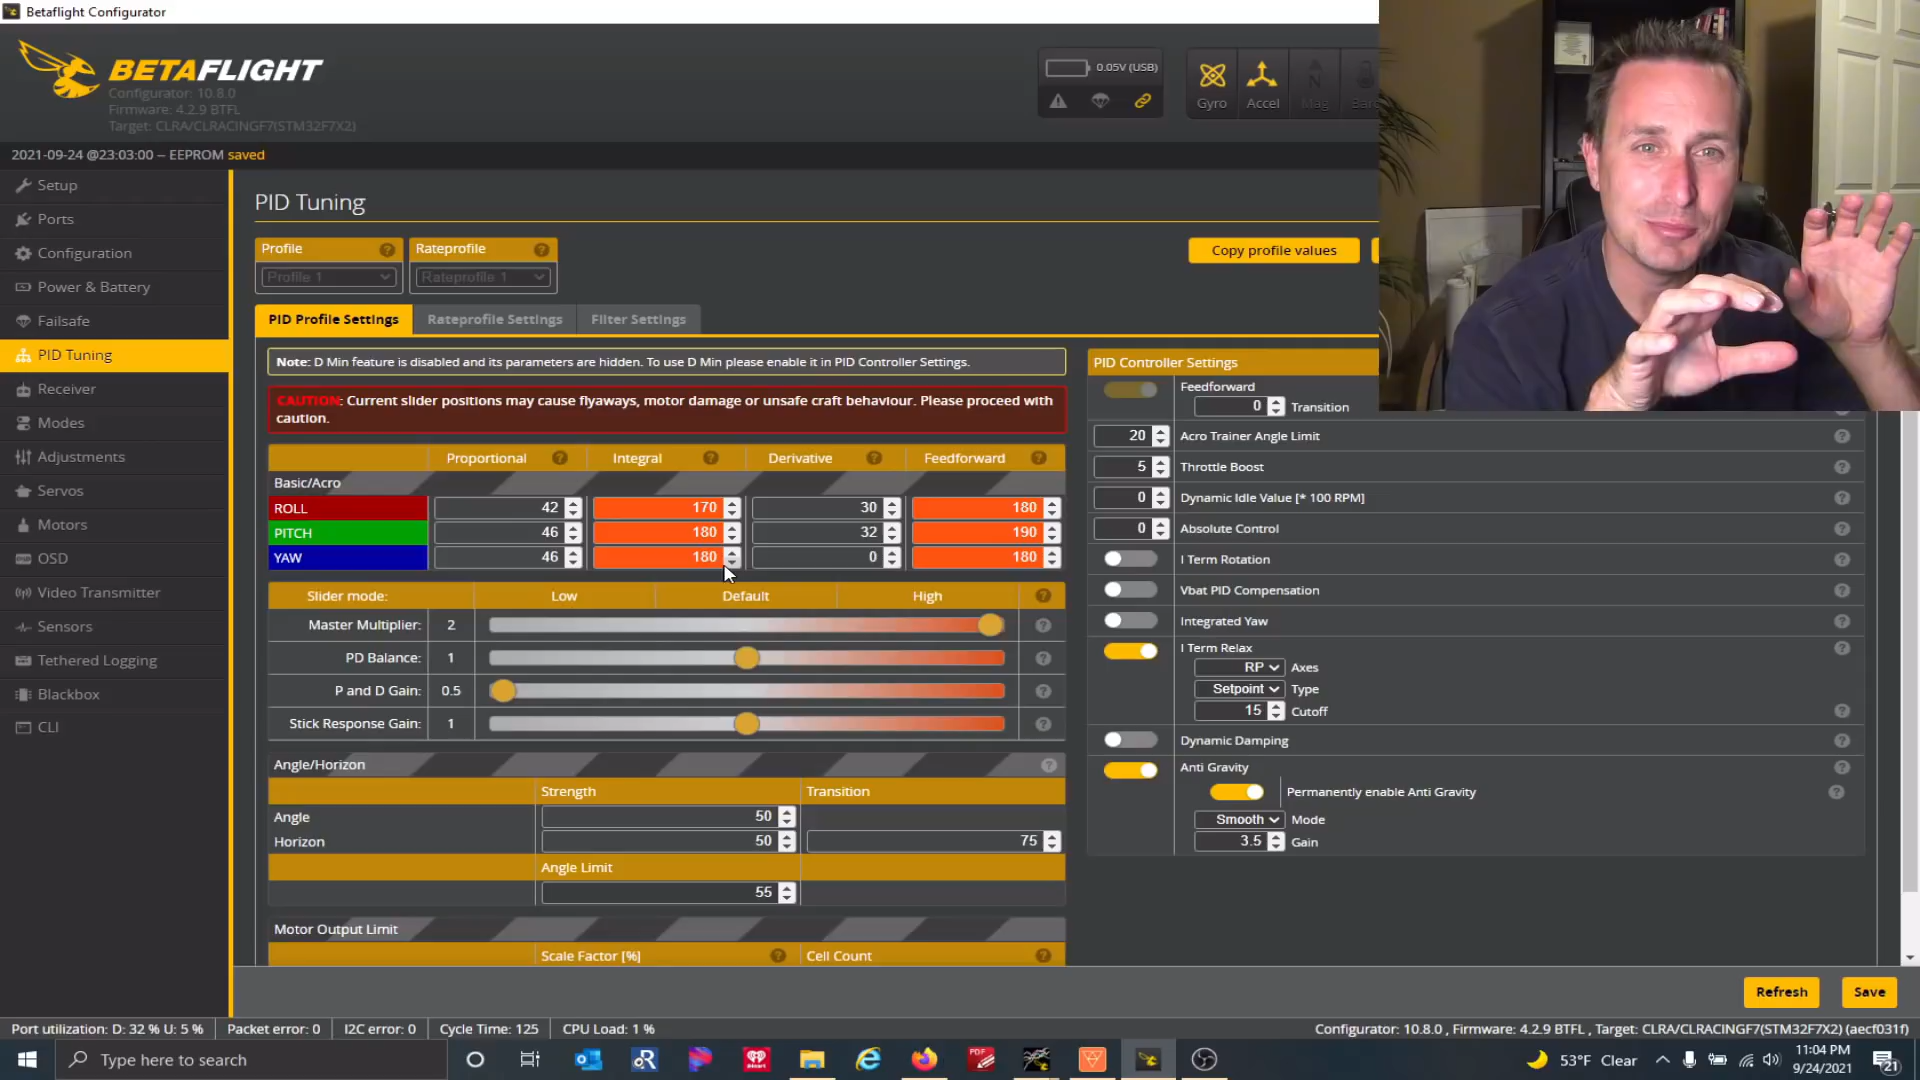 Betaflight Configurator
BETAFLIGHT
Configurator: 10.8.0
Firmware: 4.2.9 BTFL
Target: CLRA/CLRACINGF7(STM32F7X2)
0.05V (USB)
Gyro
Accel
Mag
2021-09-24 @23:03:00 -- EEPROM saved
Setup
Ports
Configuration
Power & Battery
Failsafe
PID Tuning
Receiver
Modes
Adjustments
Servos
Motors
OSD
Video Transmitter
Sensors
Tethered Logging
Blackbox
CLI
PID Tuning
Profile
Rateprofile
Profile 1
Rateprofile 1
Copy profile values
PID Profile Settings
Rateprofile Settings
Filter Settings
Note: D Min feature is disabled and its parameters are hidden. To use D Min please enable it in PID Controller Settings.
CAUTION: Current slider positions may cause flyaways, motor damage or unsafe craft behaviour. Please proceed with
caution.
Proportional Integral Derivative Feedforward
Basic/Acro
ROLL 42 170 30 180
PITCH 46 180 32 190
YAW 46 180 0 180
Slider mode: Low Default High
Master Multiplier: 2
PD Balance: 1
P and D Gain: 0.5
Stick Response Gain: 1
Angle/Horizon
Strength Transition
Angle 50
Horizon 50 75
Angle Limit
55
Motor Output Limit
Scale Factor [%] Cell Count
PID Controller Settings
Feedforward
0 Transition
20 Acro Trainer Angle Limit
5 Throttle Boost
0 Dynamic Idle Value [* 100 RPM]
0 Absolute Control
I Term Rotation
Vbat PID Compensation
Integrated Yaw
I Term Relax
RP Axes
Setpoint Type
15 Cutoff
Dynamic Damping
Anti Gravity
Permanently enable Anti Gravity
Smooth Mode
3.5 Gain
Refresh
Save
Port utilization: D: 32 % U: 5 % Packet error: 0 I2C error: 0 Cycle Time: 125 CPU Load: 1 %
Configurator: 10.8.0 , Firmware: 4.2.9 BTFL , Target: CLRA/CLRACINGF7(STM32F7X2) (aecf031f)
Type here to search
53°F Clear
11:04 PM
9/24/2021
21